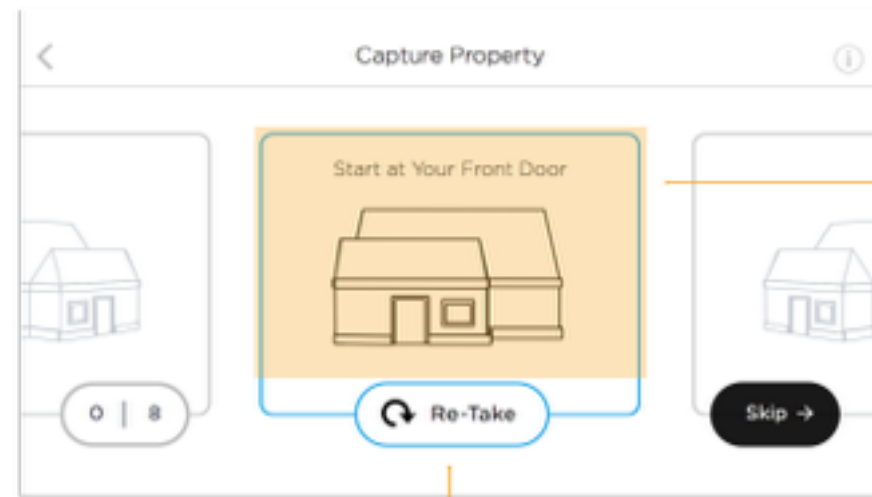 Capture Property
Start at Your Front Door
0 | 8
Re-Take
Skip →